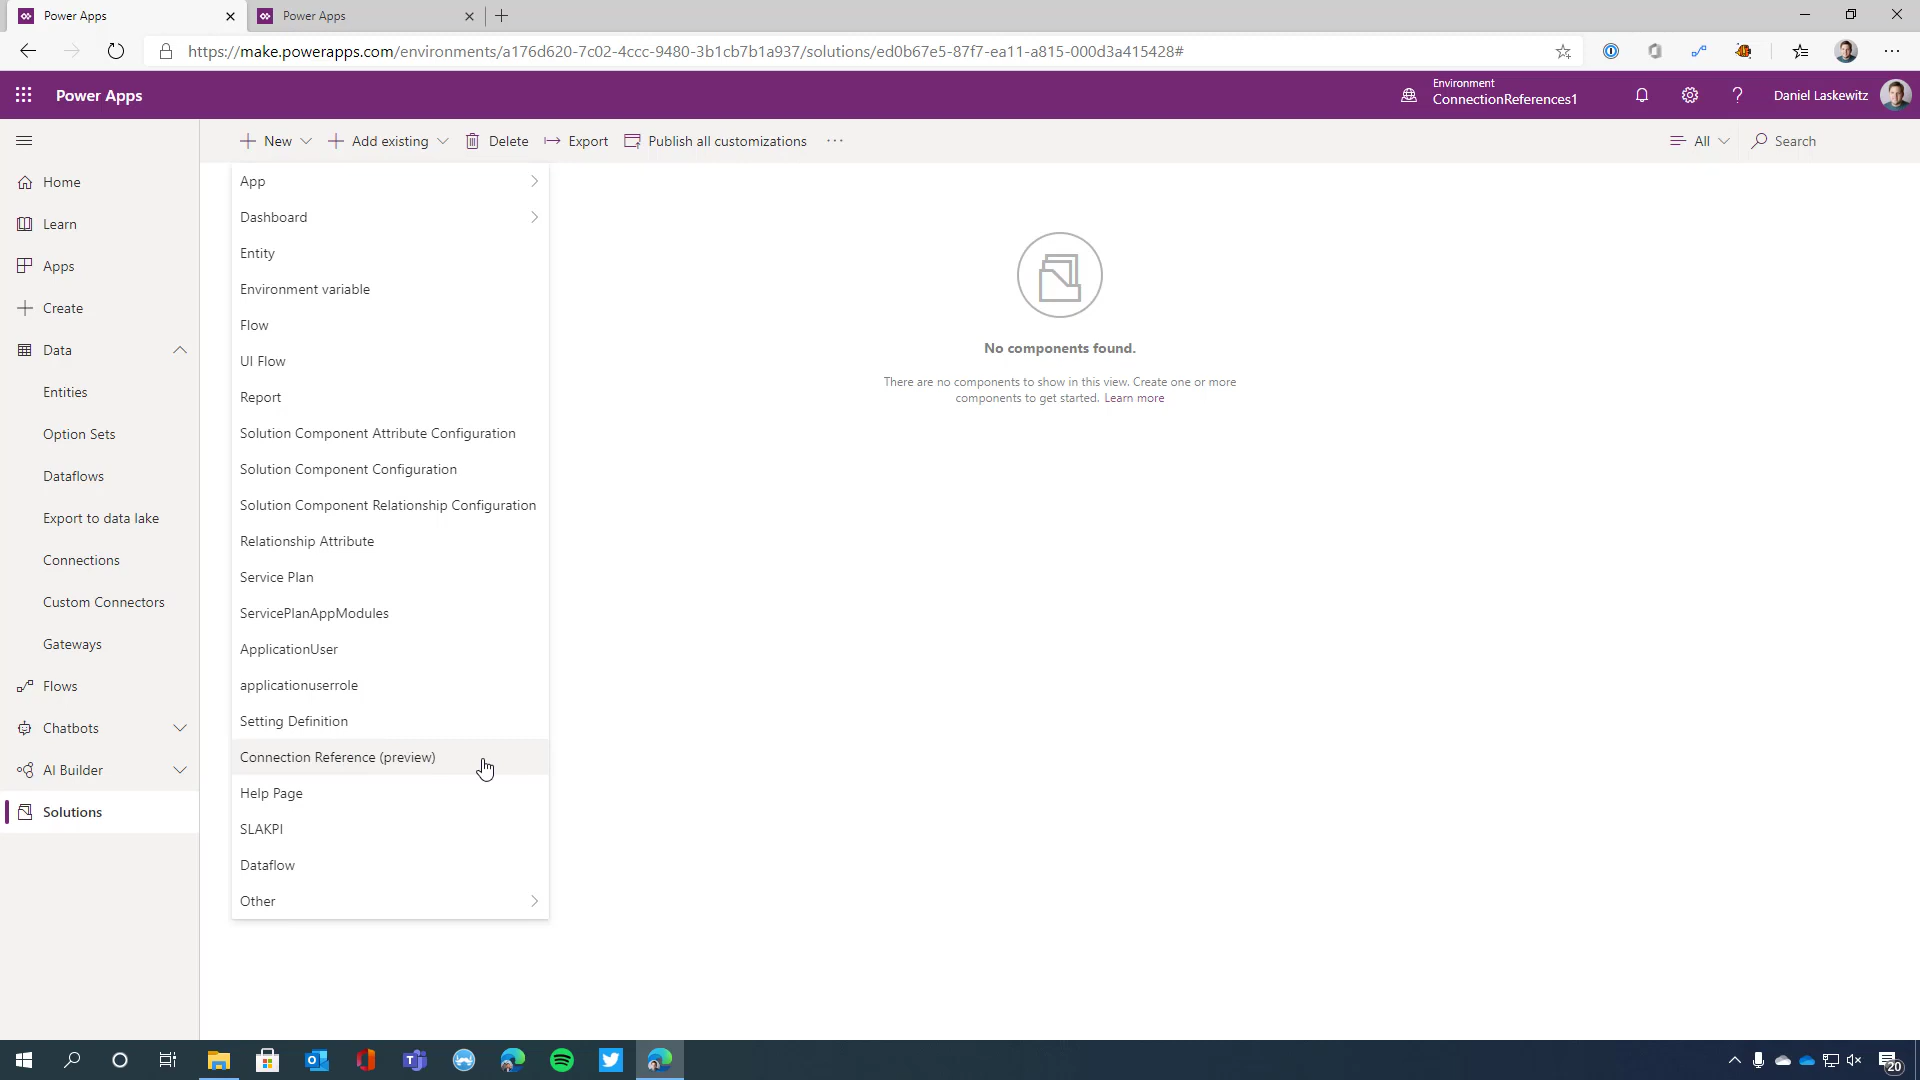 Power Apps
Power Apps
https://make.powerapps.com/environments/a176d620-7c02-4ccc-9480-3b1cb7b1a937/solutions/ed0b67e5-87f7-ea11-a815-000d3a415428#
Power Apps
Environment
ConnectionReferences1
Daniel Laskewitz
New
Add existing
Delete
Export
Publish all customizations
All
Search
Home
Learn
Apps
Create
Data
Entities
Option Sets
Dataflows
Export to data lake
Connections
Custom Connectors
Gateways
Flows
Chatbots
AI Builder
Solutions
App
Dashboard
Entity
Environment variable
Flow
UI Flow
Report
Solution Component Attribute Configuration
Solution Component Configuration
Solution Component Relationship Configuration
Relationship Attribute
Service Plan
ServicePlanAppModules
ApplicationUser
applicationuserrole
Setting Definition
Connection Reference (preview)
Help Page
SLAKPI
Dataflow
Other
No components found.
There are no components to show in this view. Create one or more
components to get started. Learn more
20